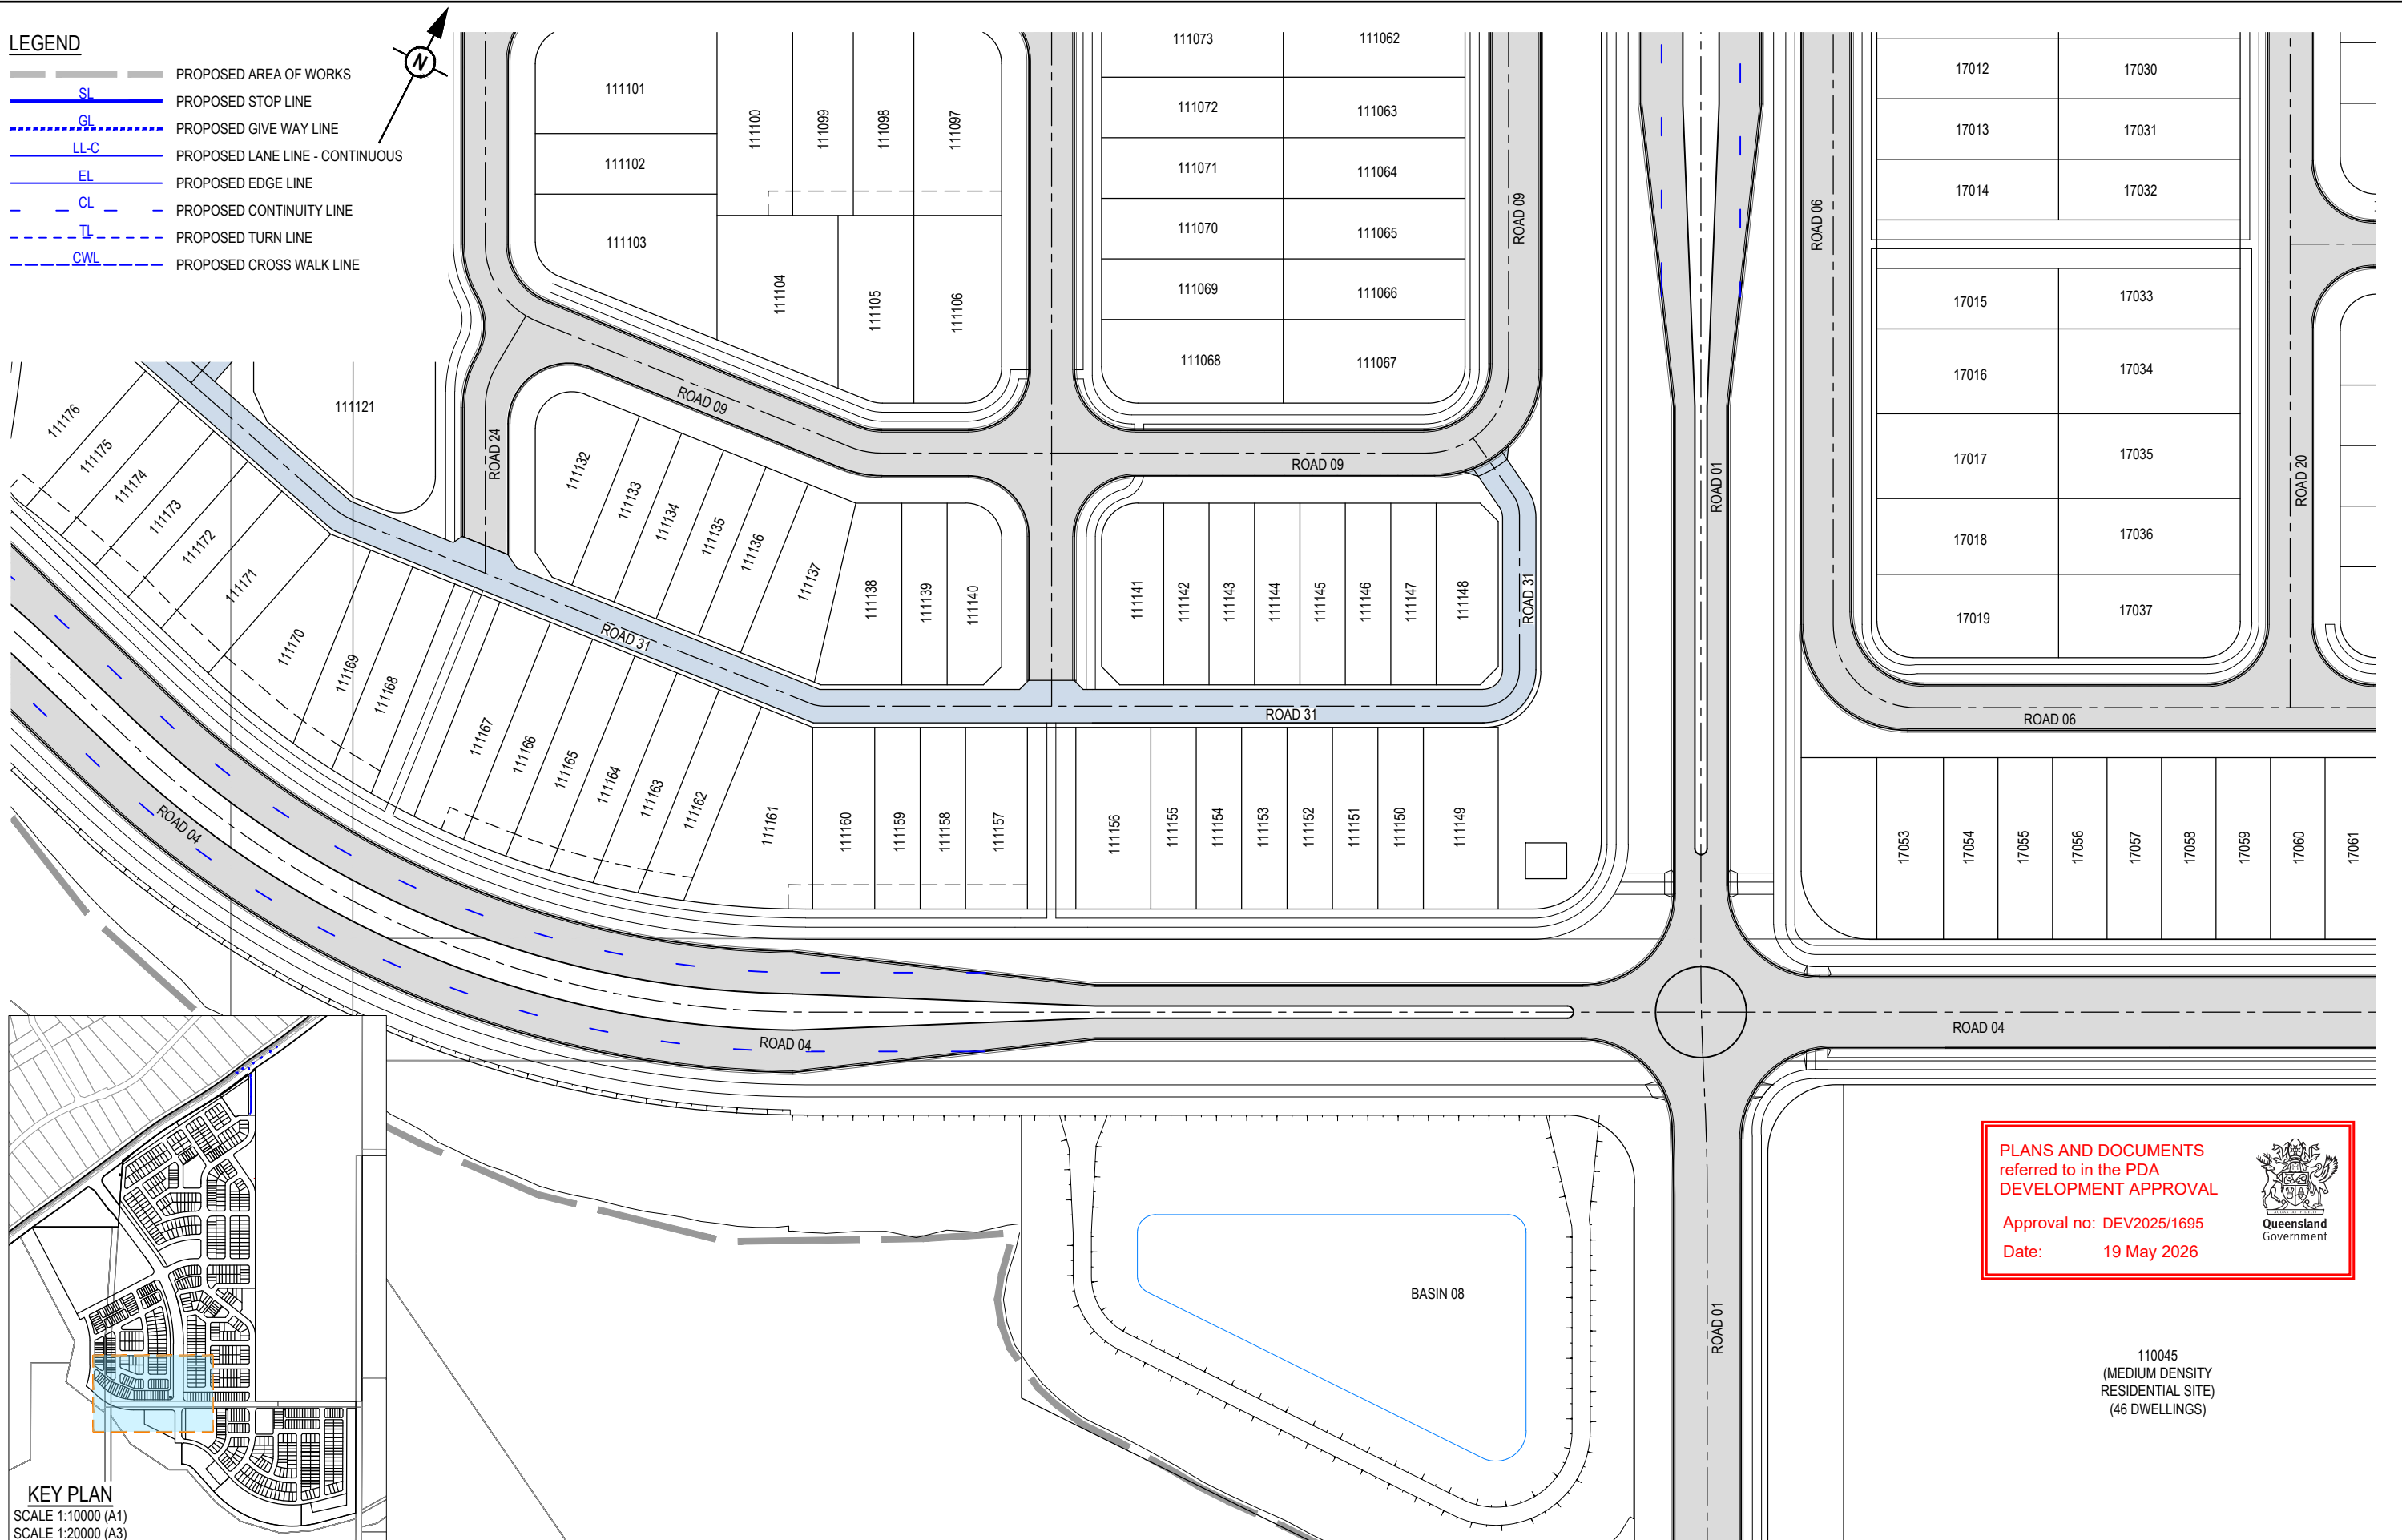 LEGEND
PROPOSED AREA OF WORKS
SL
PROPOSED STOP LINE
GL
PROPOSED GIVE WAY LINE
LL-C
PROPOSED LANE LINE - CONTINUOUS
EL
PROPOSED EDGE LINE
CL
PROPOSED CONTINUITY LINE
TL
PROPOSED TURN LINE
CWL
PROPOSED CROSS WALK LINE
N
111101
111102
111103
111100
111099
111098
111097
111104
111105
111106
111073
111062
111072
111063
111071
111064
111070
111065
111069
111066
111068
111067
ROAD 09
ROAD 06
17012
17030
17013
17031
17014
17032
17015
17033
17016
17034
17017
17035
17018
17036
17019
17037
ROAD 20
ROAD 01
ROAD 06
111121
ROAD 24
ROAD 09
ROAD 09
111176
111175
111174
111173
111172
111171
111170
111169
111168
111132
111133
111134
111135
111136
111137
111138
111139
111140
111141
111142
111143
111144
111145
111146
111147
111148
ROAD 31
ROAD 31
ROAD 31
111167
111166
111165
111164
111163
111162
111161
111160
111159
111158
111157
111156
111155
111154
111153
111152
111151
111150
111149
17053
17054
17055
17056
17057
17058
17059
17060
17061
ROAD 04
ROAD 04
ROAD 04
ROAD 01
BASIN 08
PLANS AND DOCUMENTS
referred to in the PDA
DEVELOPMENT APPROVAL
Approval no: DEV2025/1695
Date: 19 May 2026
Queensland
Government
110045
(MEDIUM DENSITY
RESIDENTIAL SITE)
(46 DWELLINGS)
KEY PLAN
SCALE 1:10000 (A1)
SCALE 1:20000 (A3)